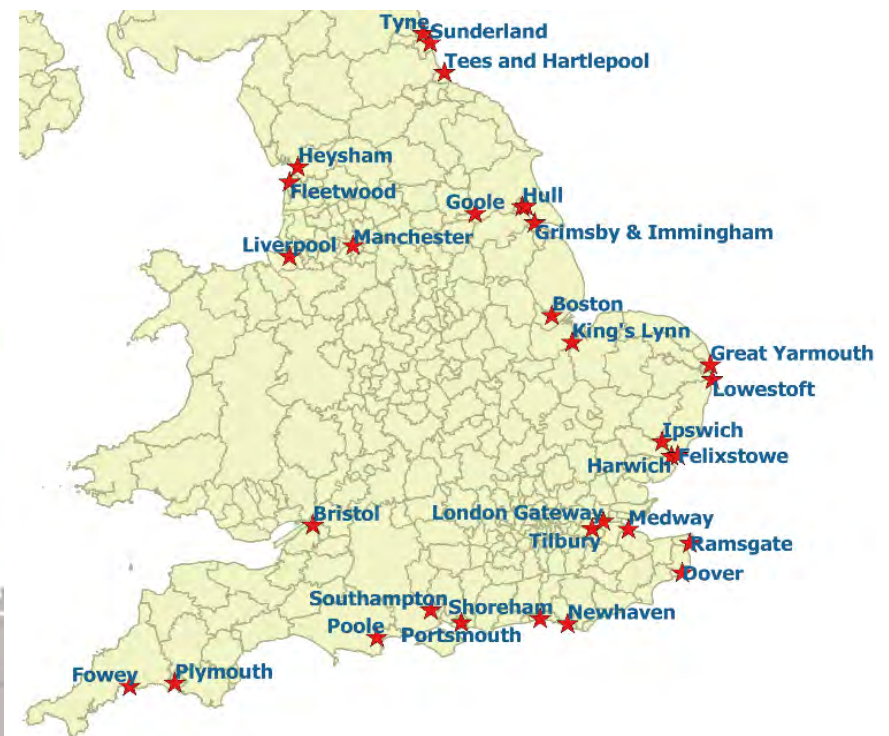 Tyne
Sunderland
Tees and Hartlepool
Heysham
Fleetwood
Goole
Hull
Grimsby & Immingham
Liverpool
Manchester
Boston
King's Lynn
Great Yarmouth
Lowestoft
Ipswich
Harwich
Felixstowe
Bristol
London Gateway
Medway
Tilbury
Ramsgate
Dover
Southampton
Shoreham
Newhaven
Poole
Portsmouth
Fowey
Plymouth